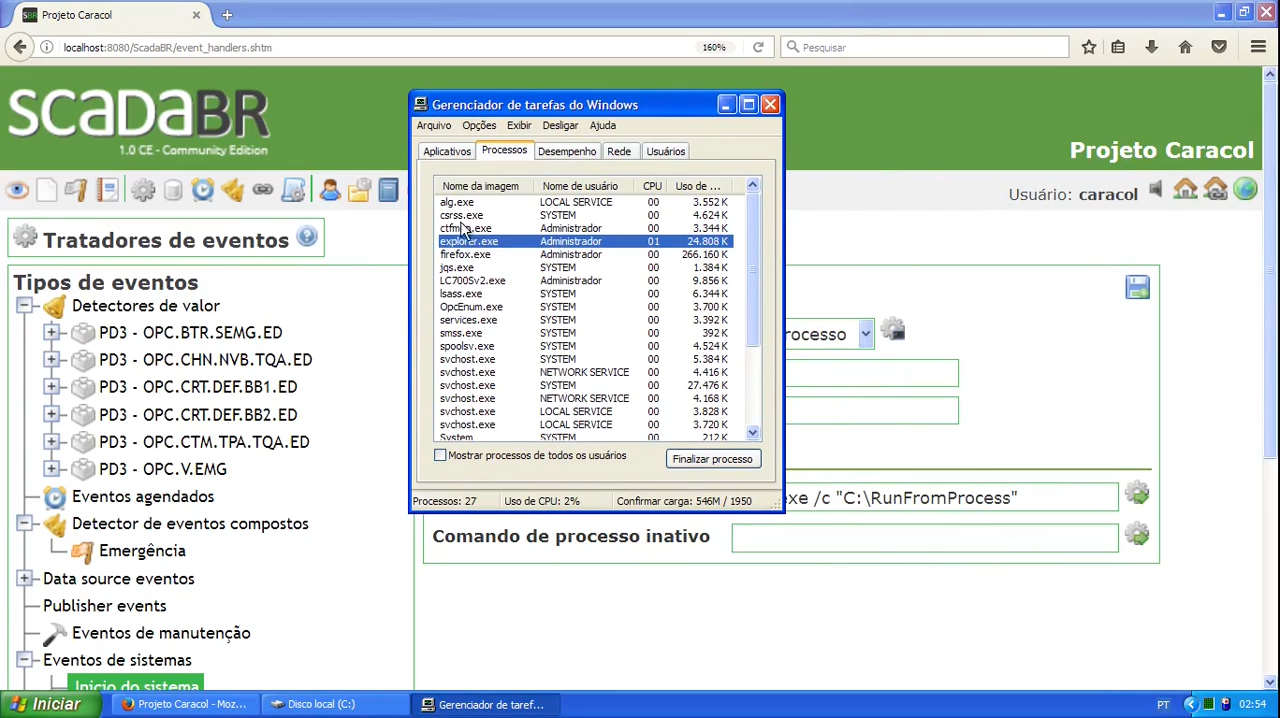 Projeto Caracol
localhost:8080/ScadaBR/event_handlers.shtm
160%
Pesquisar
SCADABR
1.0 CE - Community Edition
Projeto Caracol
Usuário: caracol
Tratadores de eventos
Tipos de eventos
Detectores de valor
PD3 - OPC.BTR.SEMG.ED
PD3 - OPC.CHN.NVB.TQA.ED
PD3 - OPC.CRT.DEF.BB1.ED
PD3 - OPC.CRT.DEF.BB2.ED
PD3 - OPC.CTM.TPA.TQA.ED
PD3 - OPC.V.EMG
Eventos agendados
Detector de eventos compostos
Emergência
Data source eventos
Publisher events
Eventos de manutenção
Eventos de sistemas
Inicio do sistema
Gerenciador de tarefas do Windows
Arquivo Opções Exibir Desligar Ajuda
Aplicativos Processos Desempenho Rede Usuários
Nome da imagem Nome de usuário CPU Uso de ...
alg.exe LOCAL SERVICE 00 3.552 K
csrss.exe SYSTEM 00 4.624 K
ctfmon.exe Administrador 00 3.344 K
explorer.exe Administrador 01 24.808 K
firefox.exe Administrador 00 266.160 K
jqs.exe SYSTEM 00 1.384 K
LC700Sv2.exe Administrador 00 9.856 K
lsass.exe SYSTEM 00 6.344 K
OpcEnum.exe SYSTEM 00 3.700 K
services.exe SYSTEM 00 3.392 K
smss.exe SYSTEM 00 392 K
spoolsv.exe SYSTEM 00 4.524 K
svchost.exe SYSTEM 00 5.384 K
svchost.exe NETWORK SERVICE 00 4.416 K
svchost.exe SYSTEM 00 27.476 K
svchost.exe NETWORK SERVICE 00 4.168 K
svchost.exe LOCAL SERVICE 00 3.828 K
svchost.exe LOCAL SERVICE 00 3.720 K
System SYSTEM 00 212 K
Mostrar processos de todos os usuários
Finalizar processo
Processos: 27 Uso de CPU: 2% Confirmar carga: 546M / 1950
ocesso
exe /c "C:\RunFromProcess"
Comando de processo inativo
Iniciar
Projeto Caracol - Moz...
Disco local (C:)
Gerenciador de taref...
PT
02:54